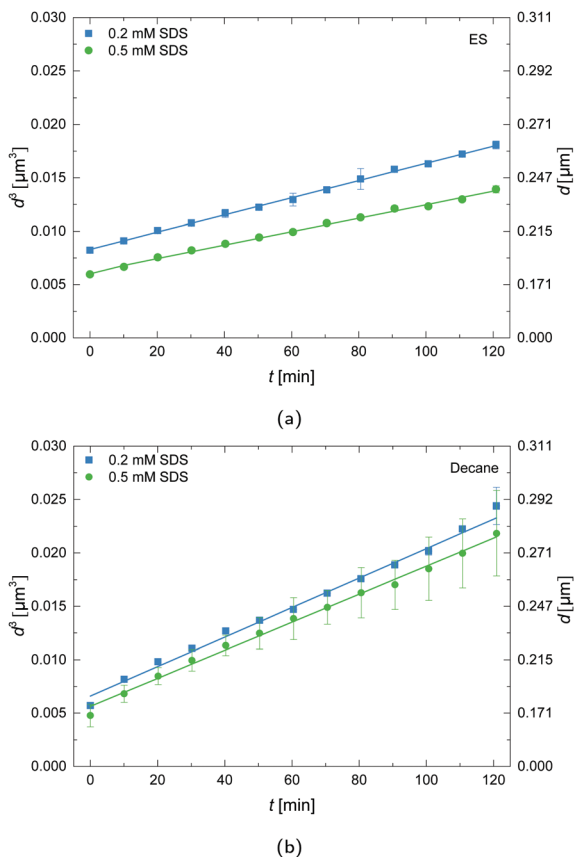 0.2 mM SDS
0.5 mM SDS
ES
0.030
0.025
0.020
0.015
0.010
0.005
0.000
d³ [µm³]
0.311
0.292
0.271
0.247
0.215
0.171
0.000
d [µm]
0 20 40 60 80 100 120
t [min]
(a)
0.2 mM SDS
0.5 mM SDS
Decane
0.030
0.025
0.020
0.015
0.010
0.005
0.000
d³ [µm³]
0.311
0.292
0.271
0.247
0.215
0.171
0.000
d [µm]
0 20 40 60 80 100 120
t [min]
(b)